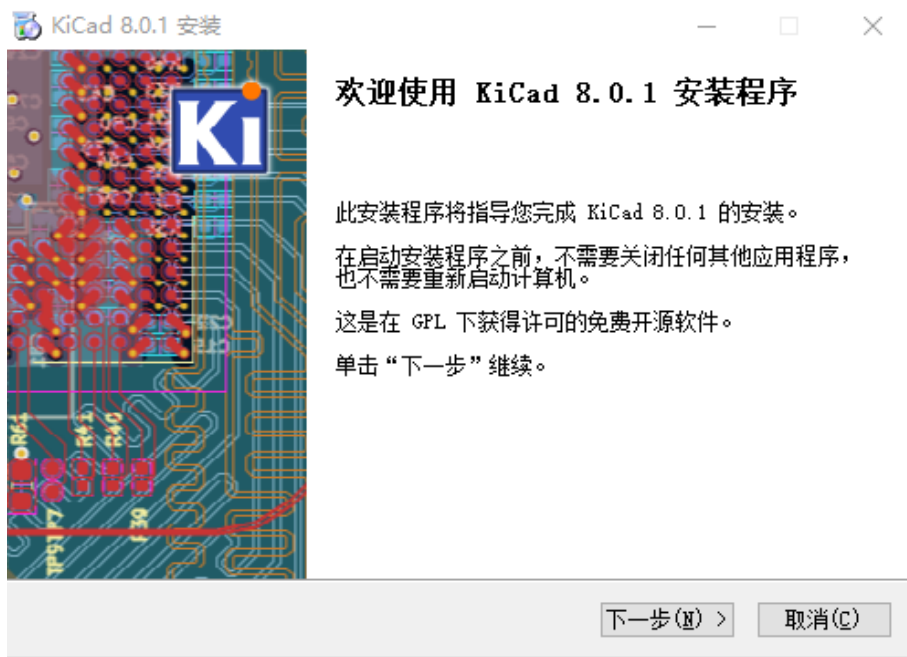 KiCad 8.0.1 安装
Ki
欢迎使用 KiCad 8.0.1 安装程序
此安装程序将指导您完成 KiCad 8.0.1 的安装。
在启动安装程序之前，不需要关闭任何其他应用程序，
也不需要重新启动计算机。
这是在 GPL 下获得许可的免费开源软件。
单击“下一步”继续。
R61
R41
R40
下一步(N) >
取消(C)